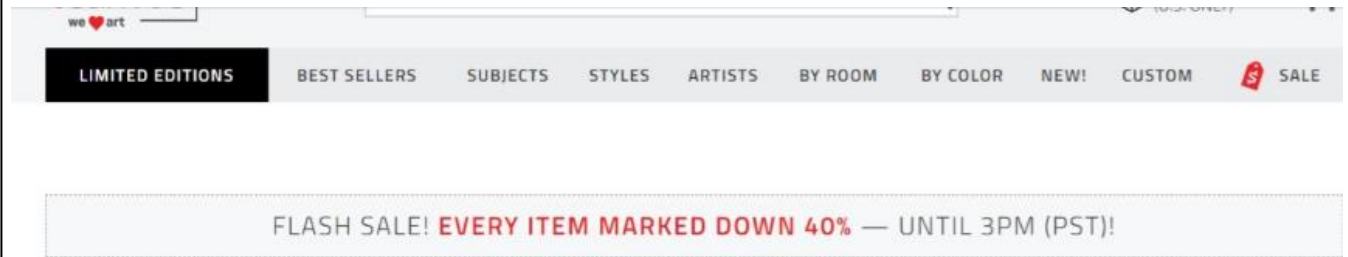 we art
(U.S. ONLY)
LIMITED EDITIONS BEST SELLERS SUBJECTS STYLES ARTISTS BY ROOM BY COLOR NEW! CUSTOM S SALE
FLASH SALE! EVERY ITEM MARKED DOWN 40% — UNTIL 3PM (PST)!